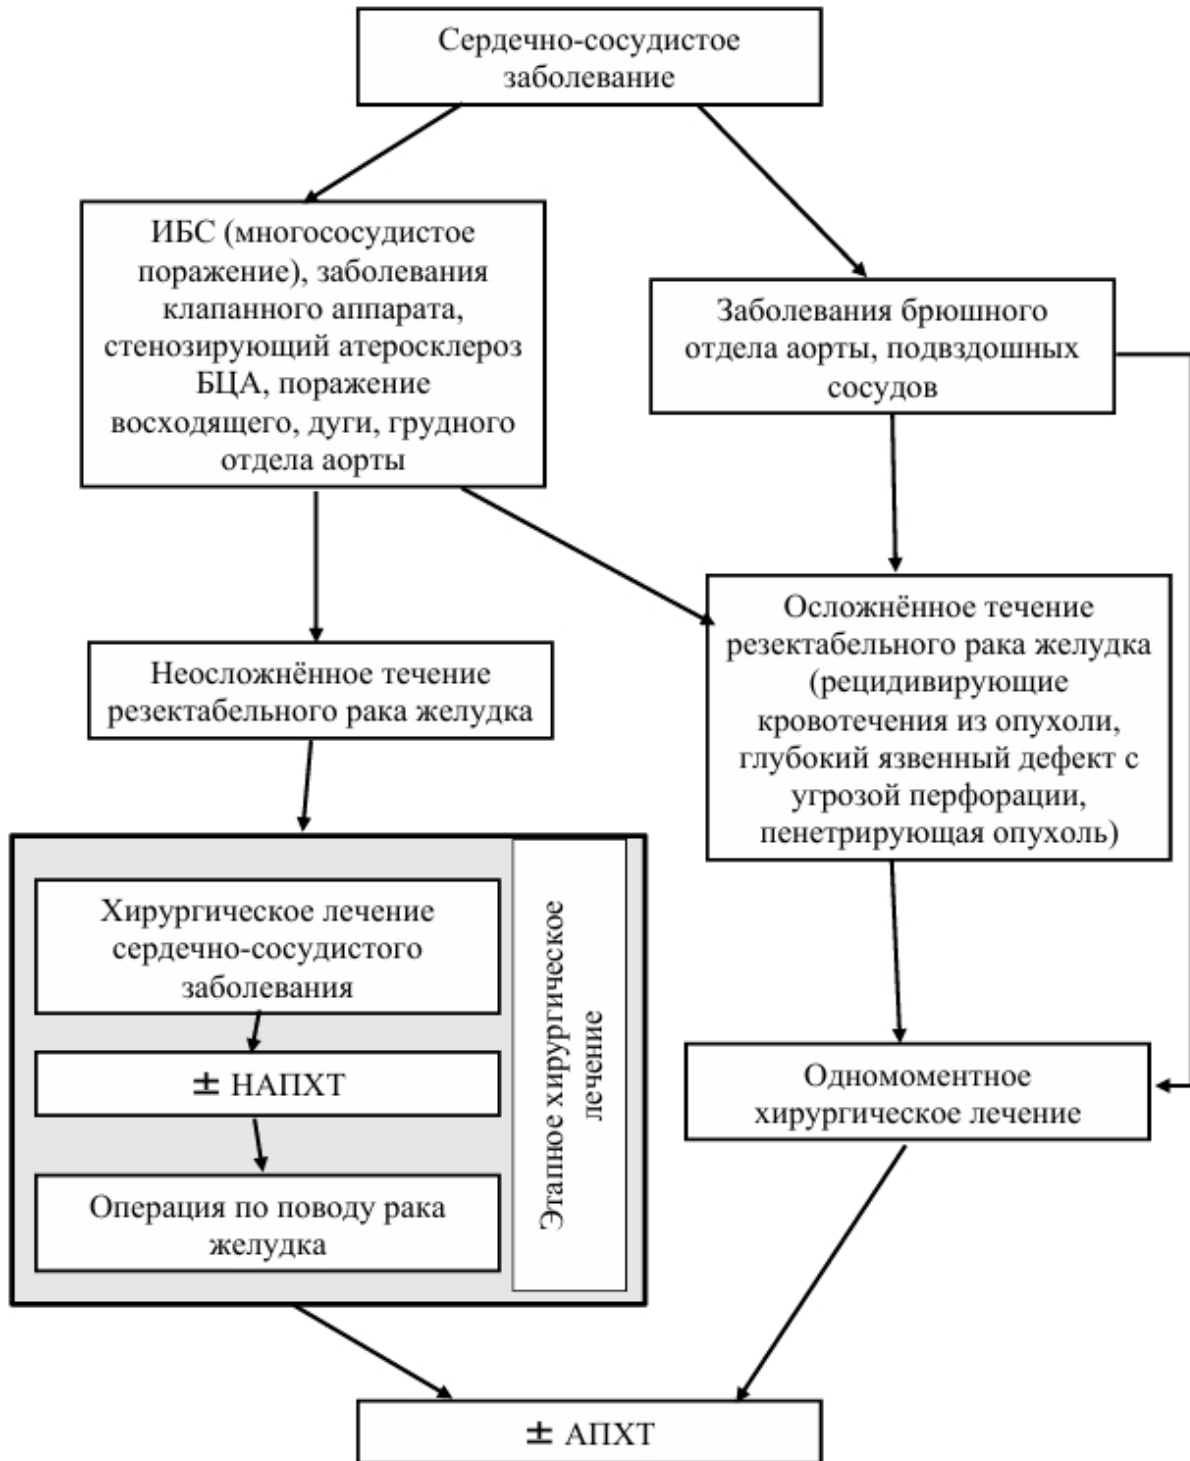 Сердечно-сосудистое
заболевание
ИБС (многососудистое
поражение), заболевания
клапанного аппарата,
стенозирующий атеросклероз
БЦА, поражение
восходящего, дуги, грудного
отдела аорты
Заболевания брюшного
отдела аорты, подвздошных
сосудов
Неосложнённое течение
резектабельного рака желудка
Осложнённое течение
резектабельного рака желудка
(рецидивирующие
кровотечения из опухоли,
глубокий язвенный дефект с
угрозой перфорации,
пенетрирующая опухоль)
Хирургическое лечение
сердечно-сосудистого
заболевания
± НАПХТ
Операция по поводу рака
желудка
Этапное хирургическое
лечение
Одномоментное
хирургическое лечение
± АПХТ